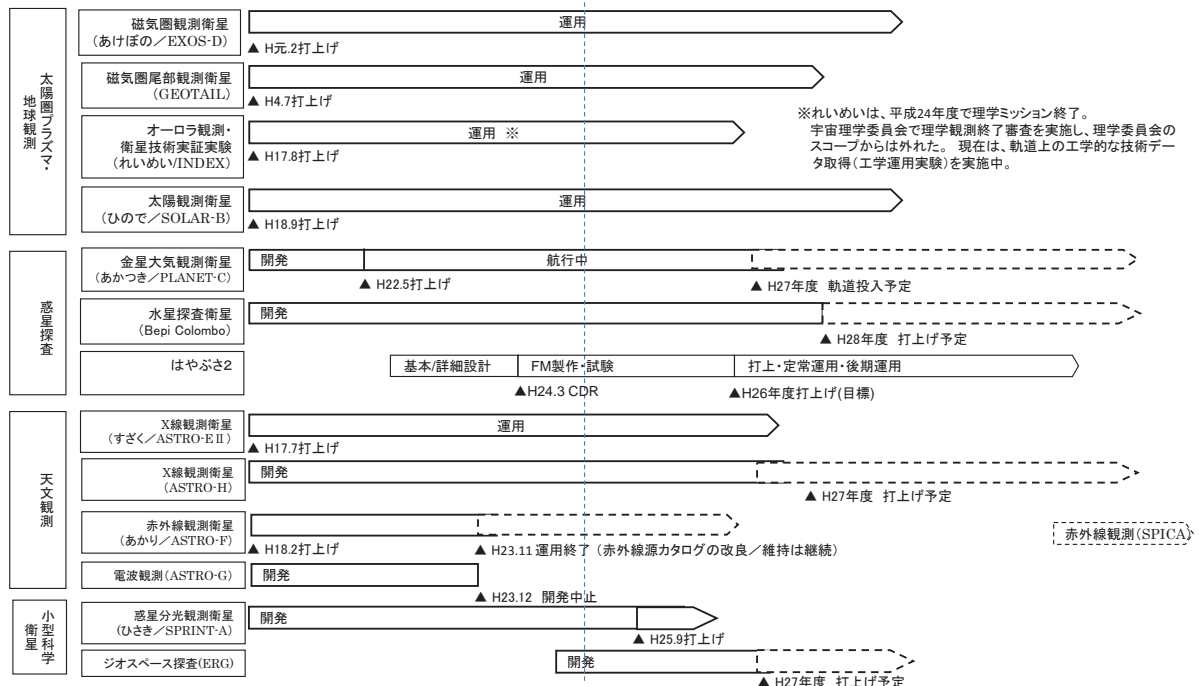 太陽圏プラズマ・
地球観測
磁気圏観測衛星
(あけぼの／EXOS-D)
運用
▲ H元.2打上げ
磁気圏尾部観測衛星
(GEOTAIL)
運用
▲ H4.7打上げ
オーロラ観測・
衛星技術実証実験
(れいめい/INDEX)
運用 ※
▲ H17.8打上げ
※れいめいは、平成24年度で理学ミッション終了。
宇宙理学委員会で理学観測終了審査を実施し、理学委員会の
スコープからは外れた。 現在は、軌道上の工学的な技術デー
タ取得(工学運用実験)を実施中。
太陽観測衛星
(ひので／SOLAR-B)
運用
▲ H18.9打上げ
惑星探査
金星大気観測衛星
(あかつき／PLANET-C)
開発
航行中
▲ H22.5打上げ
▲ H27年度 軌道投入予定
水星探査衛星
(Bepi Colombo)
開発
▲ H28年度 打上げ予定
はやぶさ2
基本/詳細設計
FM製作・試験
打上・定常運用・後期運用
▲H24.3 CDR
▲H26年度打上げ(目標)
天文観測
X線観測衛星
(すざく／ASTRO-EⅡ)
運用
▲ H17.7打上げ
X線観測衛星
(ASTRO-H)
開発
▲ H27年度 打上げ予定
赤外線観測衛星
(あかり／ASTRO-F)
▲ H18.2打上げ
▲ H23.11 運用終了 (赤外線源カタログの改良／維持は継続)
赤外線観測(SPICA)
電波観測(ASTRO-G)
開発
▲ H23.12 開発中止
小型科学
衛星
惑星分光観測衛星
(ひさき／SPRINT-A)
開発
▲ H25.9打上げ
ジオスペース探査(ERG)
開発
▲ H27年度 打上げ予定